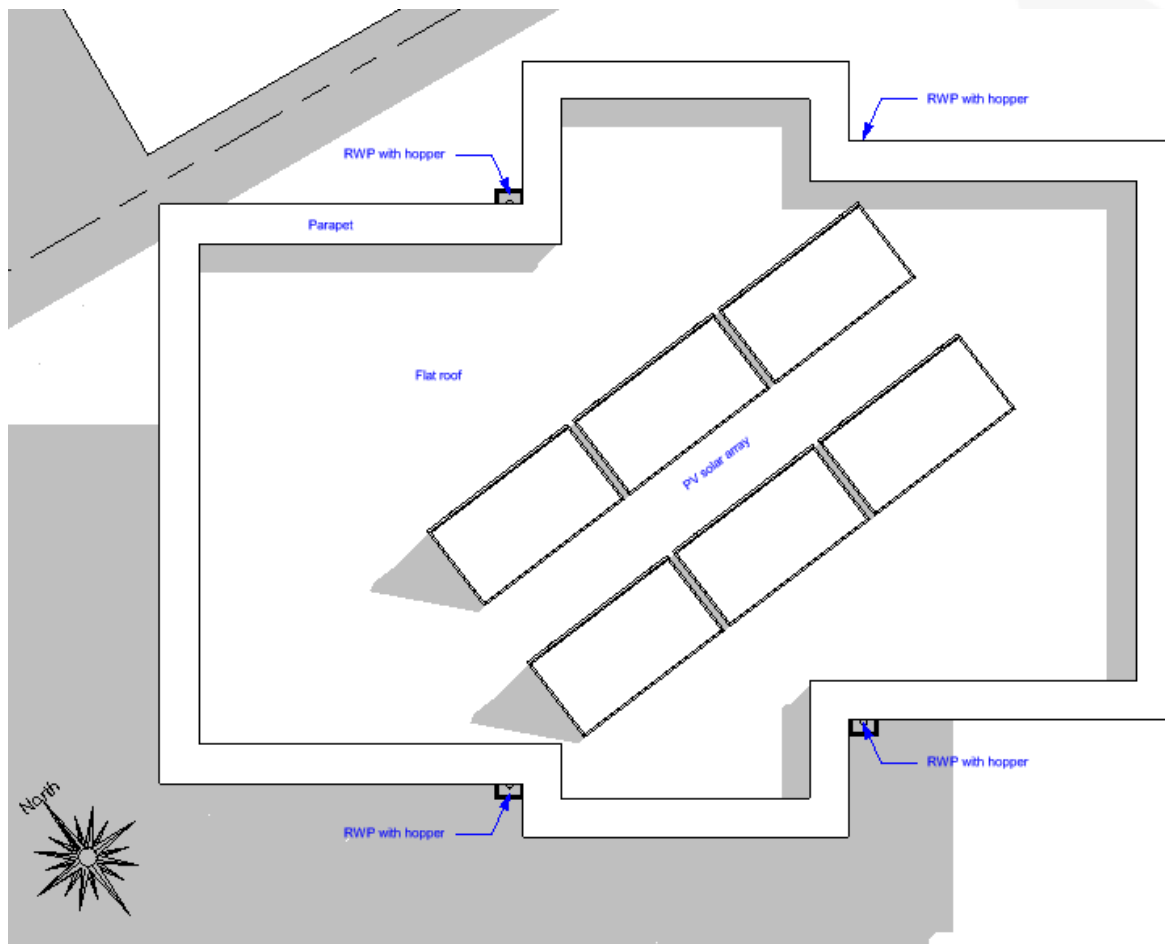 RWP with hopper
RWP with hopper
Parapet
Flat roof
PV solar array
RWP with hopper
North
RWP with hopper